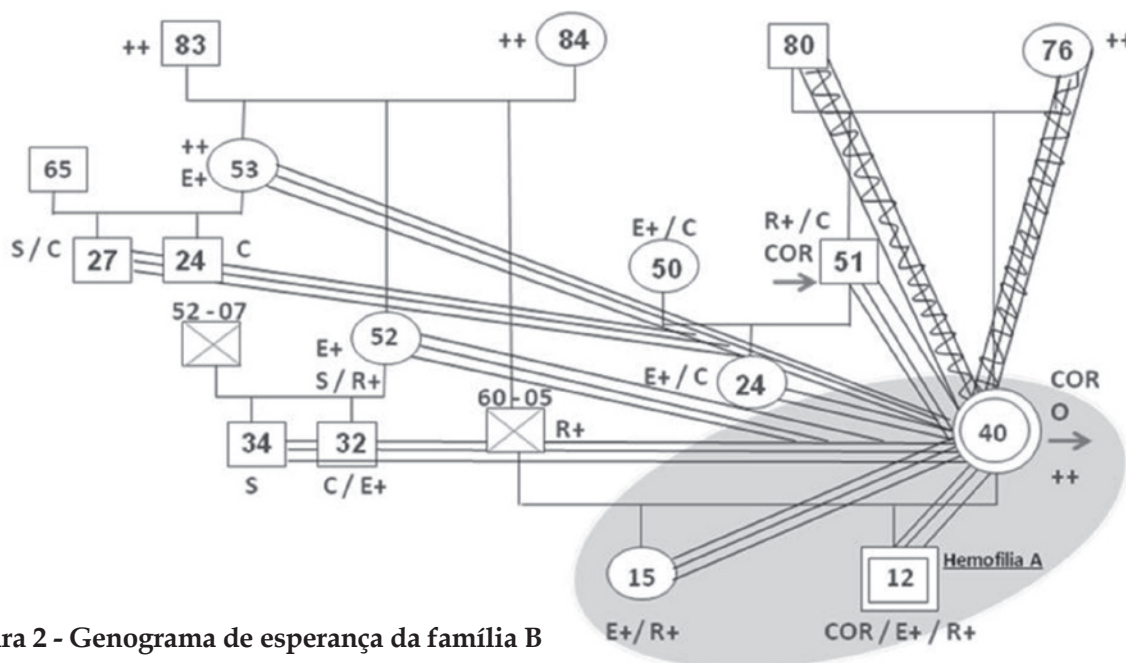 ++ 83
++ 84
80
76 ++
65
++
E+ 53
S / C 27
24 C
E+ / C
50
R+ / C
COR 51
52 - 07
E+ 52
S / R+
E+ / C 24
60 - 05
R+
34
S
32
C / E+
COR
O
40
++
15
E+/ R+
12
Hemofilia A
COR / E+ / R+
ra 2 - Genograma de esperança da família B